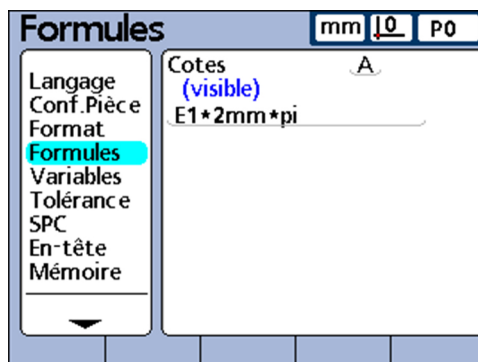 Formules
mm 0 P0
Langage
Conf.Pièce
Format
Formules
Variables
Tolérance
SPC
En-tête
Mémoire
Cotes A
(visible)
E1*2mm*pi